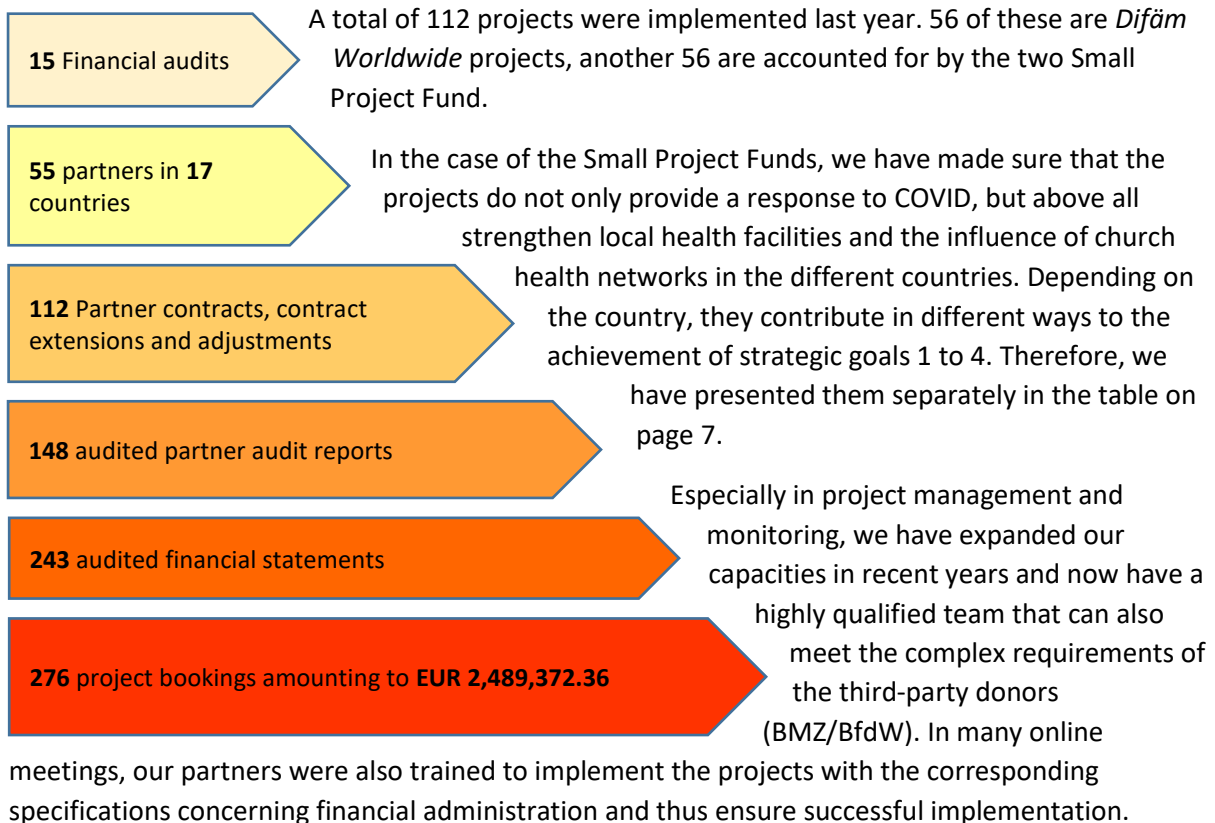 15 Financial audits
55 partners in 17
countries
112 Partner contracts, contract
extensions and adjustments
148 audited partner audit reports
243 audited financial statements
276 project bookings amounting to EUR 2,489,372.36
A total of 112 projects were implemented last year. 56 of these are Difäm
Worldwide projects, another 56 are accounted for by the two Small
Project Fund.
In the case of the Small Project Funds, we have made sure that the
projects do not only provide a response to COVID, but above all
strengthen local health facilities and the influence of church
health networks in the different countries. Depending on
the country, they contribute in different ways to the
achievement of strategic goals 1 to 4. Therefore, we
have presented them separately in the table on
page 7.
Especially in project management and
monitoring, we have expanded our
capacities in recent years and now have a
highly qualified team that can also
meet the complex requirements of
the third-party donors
(BMZ/BfdW). In many online
meetings, our partners were also trained to implement the projects with the corresponding
specifications concerning financial administration and thus ensure successful implementation.